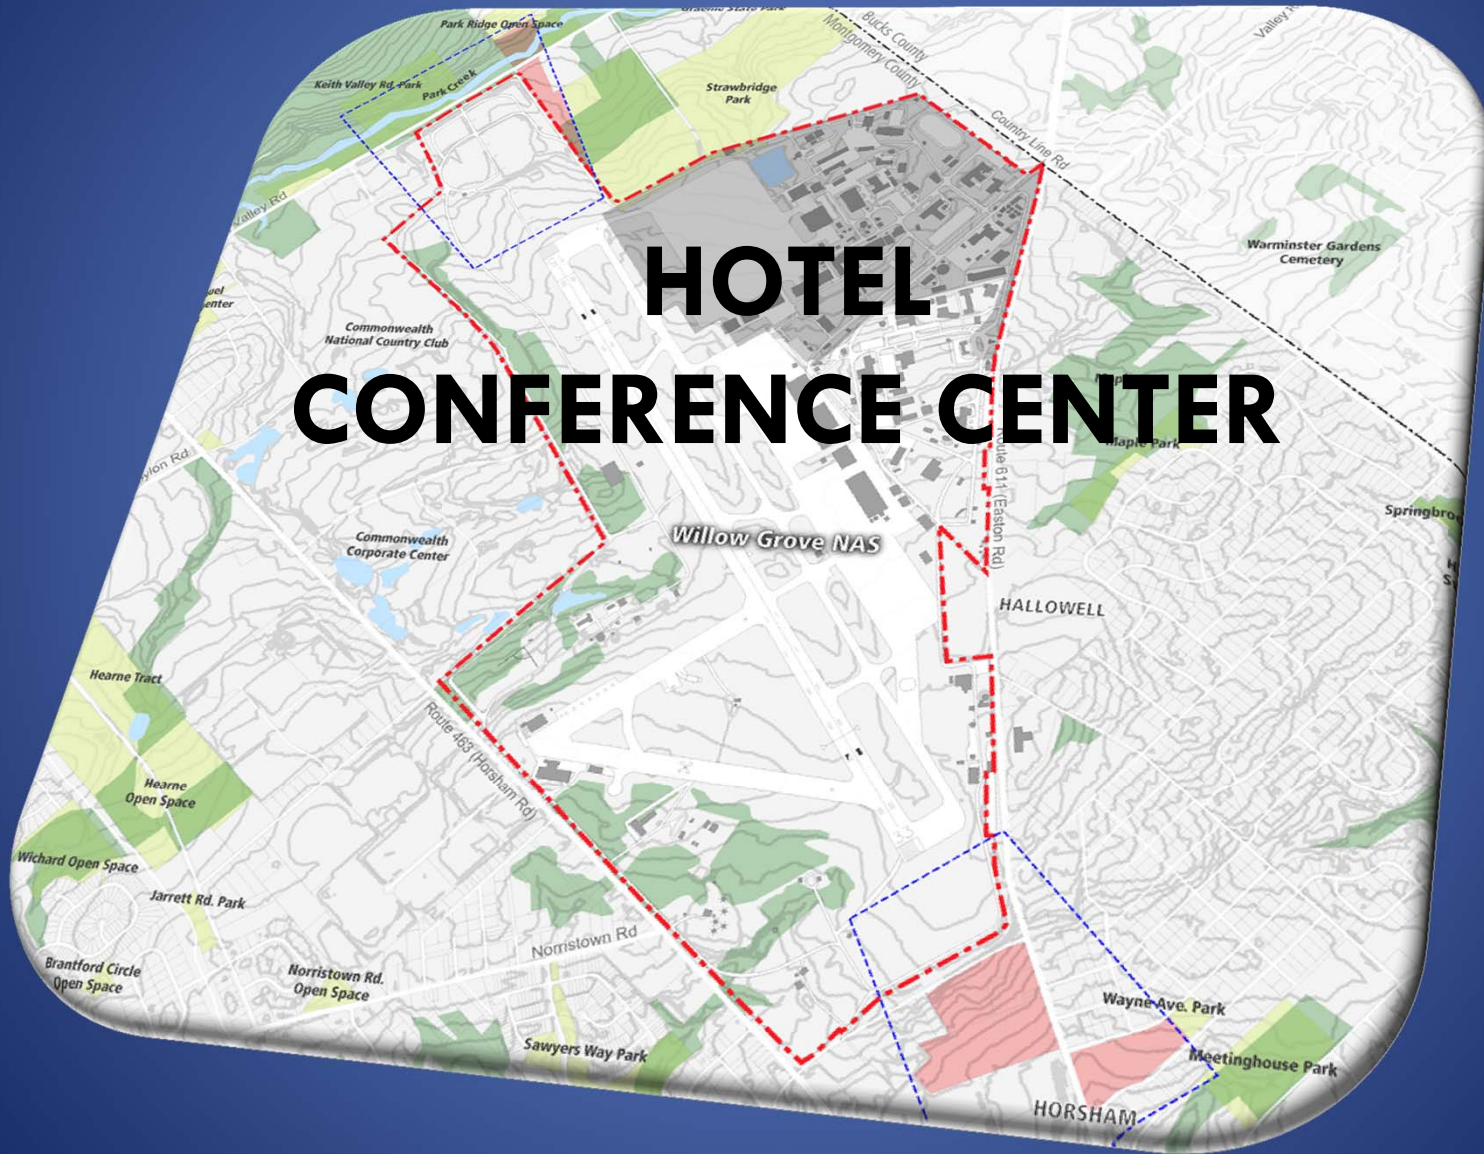 Park Ridge Open Space
Bucks County
Montgomery County
Keith Valley Rd. Park
Park Creek
Strawbridge
Park
Country Line Rd
Valley Rd
Warminster Gardens
Cemetery
HOTEL
Commonwealth
National Country Club
CONFERENCE CENTER
Maple Park
Route 611 (Easton Rd)
Willow Grove NAS
Commonwealth
Corporate Center
HALLOWELL
Hearne Tract
Route 463 (Horsham Rd)
Hearne
Open Space
Wichard Open Space
Jarrett Rd. Park
Norristown Rd
Brantford Circle
Open Space
Norristown Rd.
Open Space
Sawyers Way Park
Wayne Ave. Park
Meetinghouse Park
HORSHAM